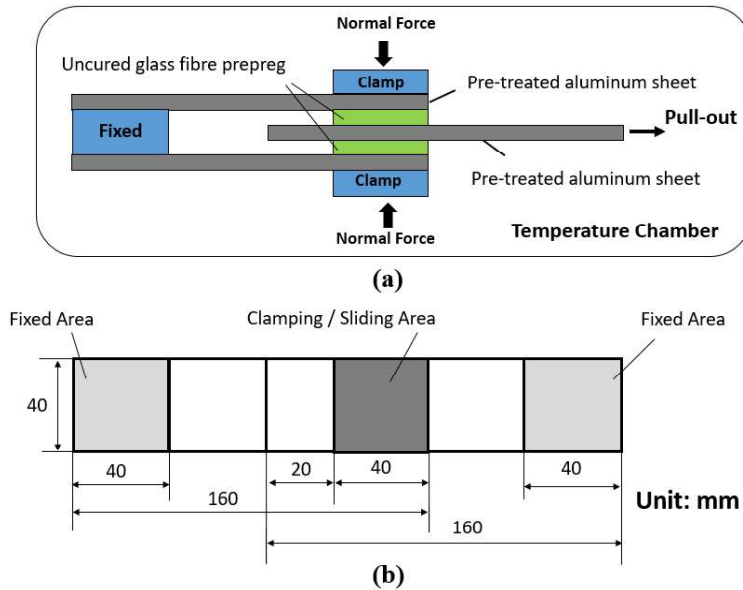 Normal Force
Uncured glass fibre prepreg
Clamp
Pre-treated aluminum sheet
Fixed
Pull-out
Clamp
Pre-treated aluminum sheet
Normal Force
Temperature Chamber
(a)
Fixed Area
Clamping / Sliding Area
Fixed Area
40
40
20
40
40
160
Unit: mm
160
(b)